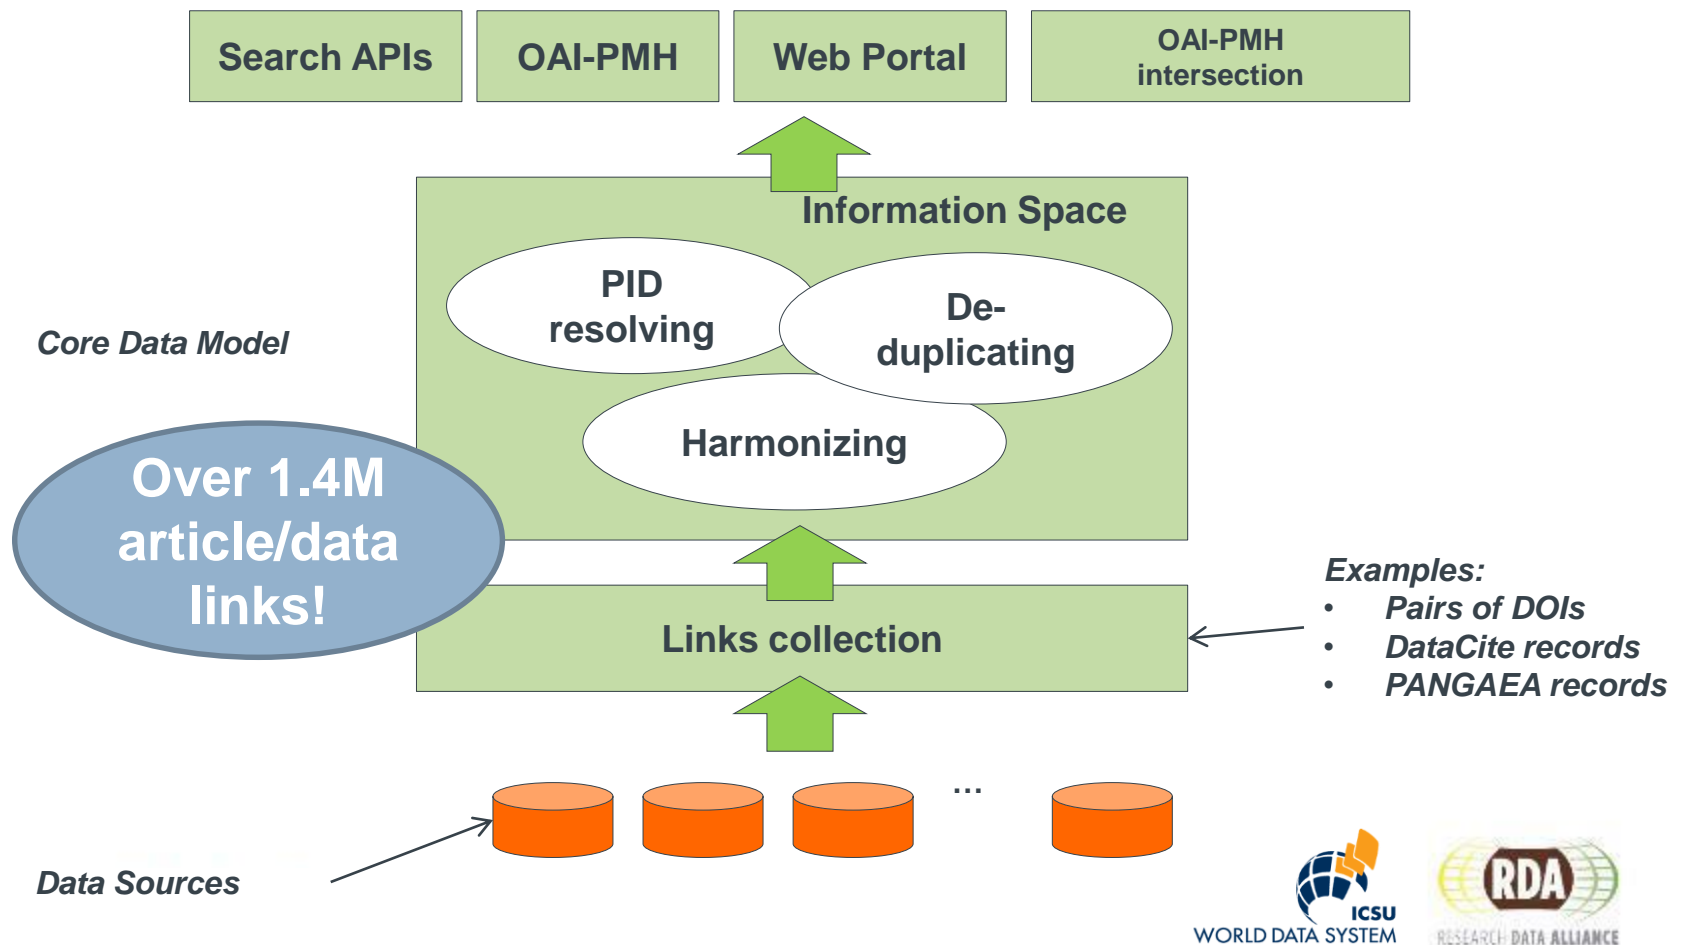 Search APIs
OAI-PMH
Web Portal
OAI-PMH
intersection
Information Space
PID
resolving
De-
duplicating
Harmonizing
Core Data Model
Over 1.4M
article/data
links!
Links collection
Examples:
• Pairs of DOIs
• DataCite records
• PANGAEA records
...
Data Sources
ICSU
WORLD DATA SYSTEM
RDA
RESEARCH DATA ALLIANCE